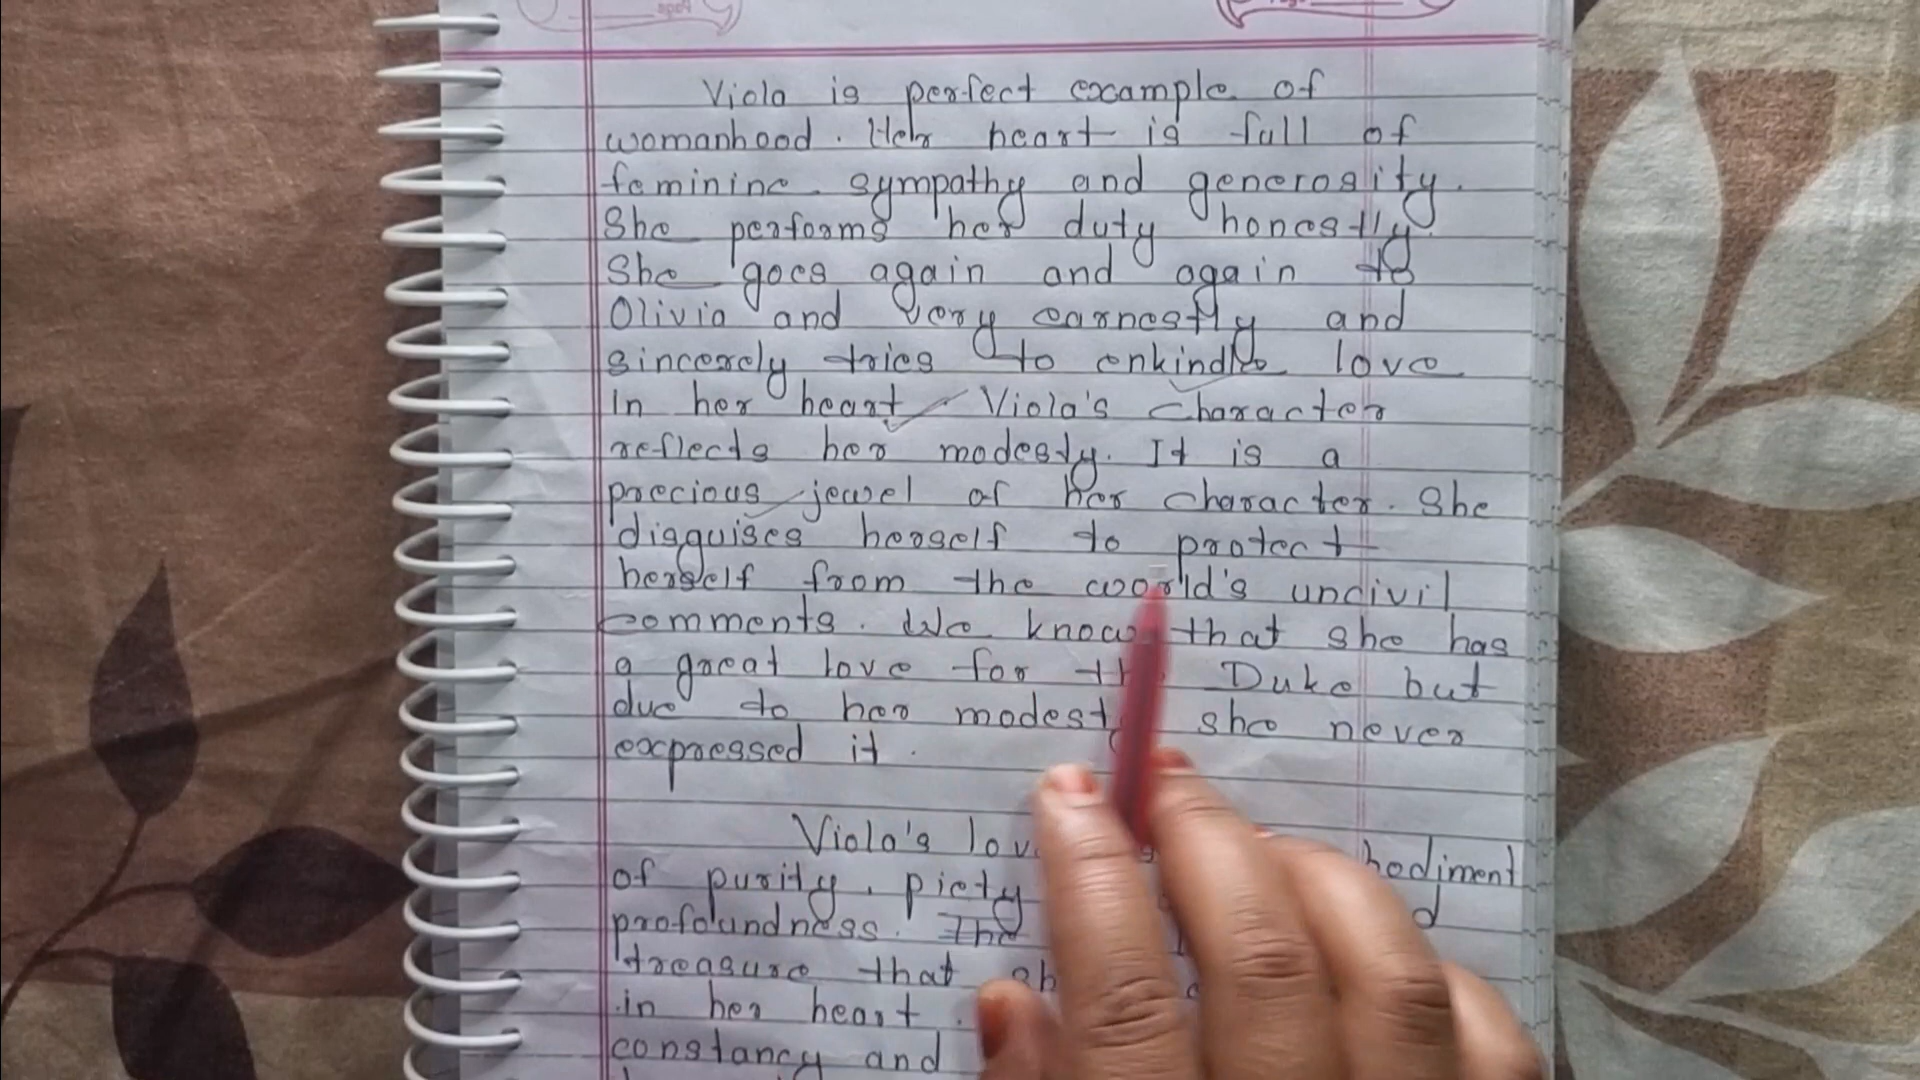 Viola is perfect example of
womanhood. Her heart is full of
feminine sympathy and generosity.
She performs her duty honestly.
She goes again and again to
Olivia and very earnestly and
sincerely tries to enkindle love
in her heart. Viola's character
reflects her modesty. It is a
precious jewel of her character. She
disguises herself to protect
herself from the world's undivil
comments. We know that she has
a great love for the Duke but
due to her modesty she never
expressed it.
Viola's
of purity, piety
profoundness. The
treasure that
in her heart.
constancy and